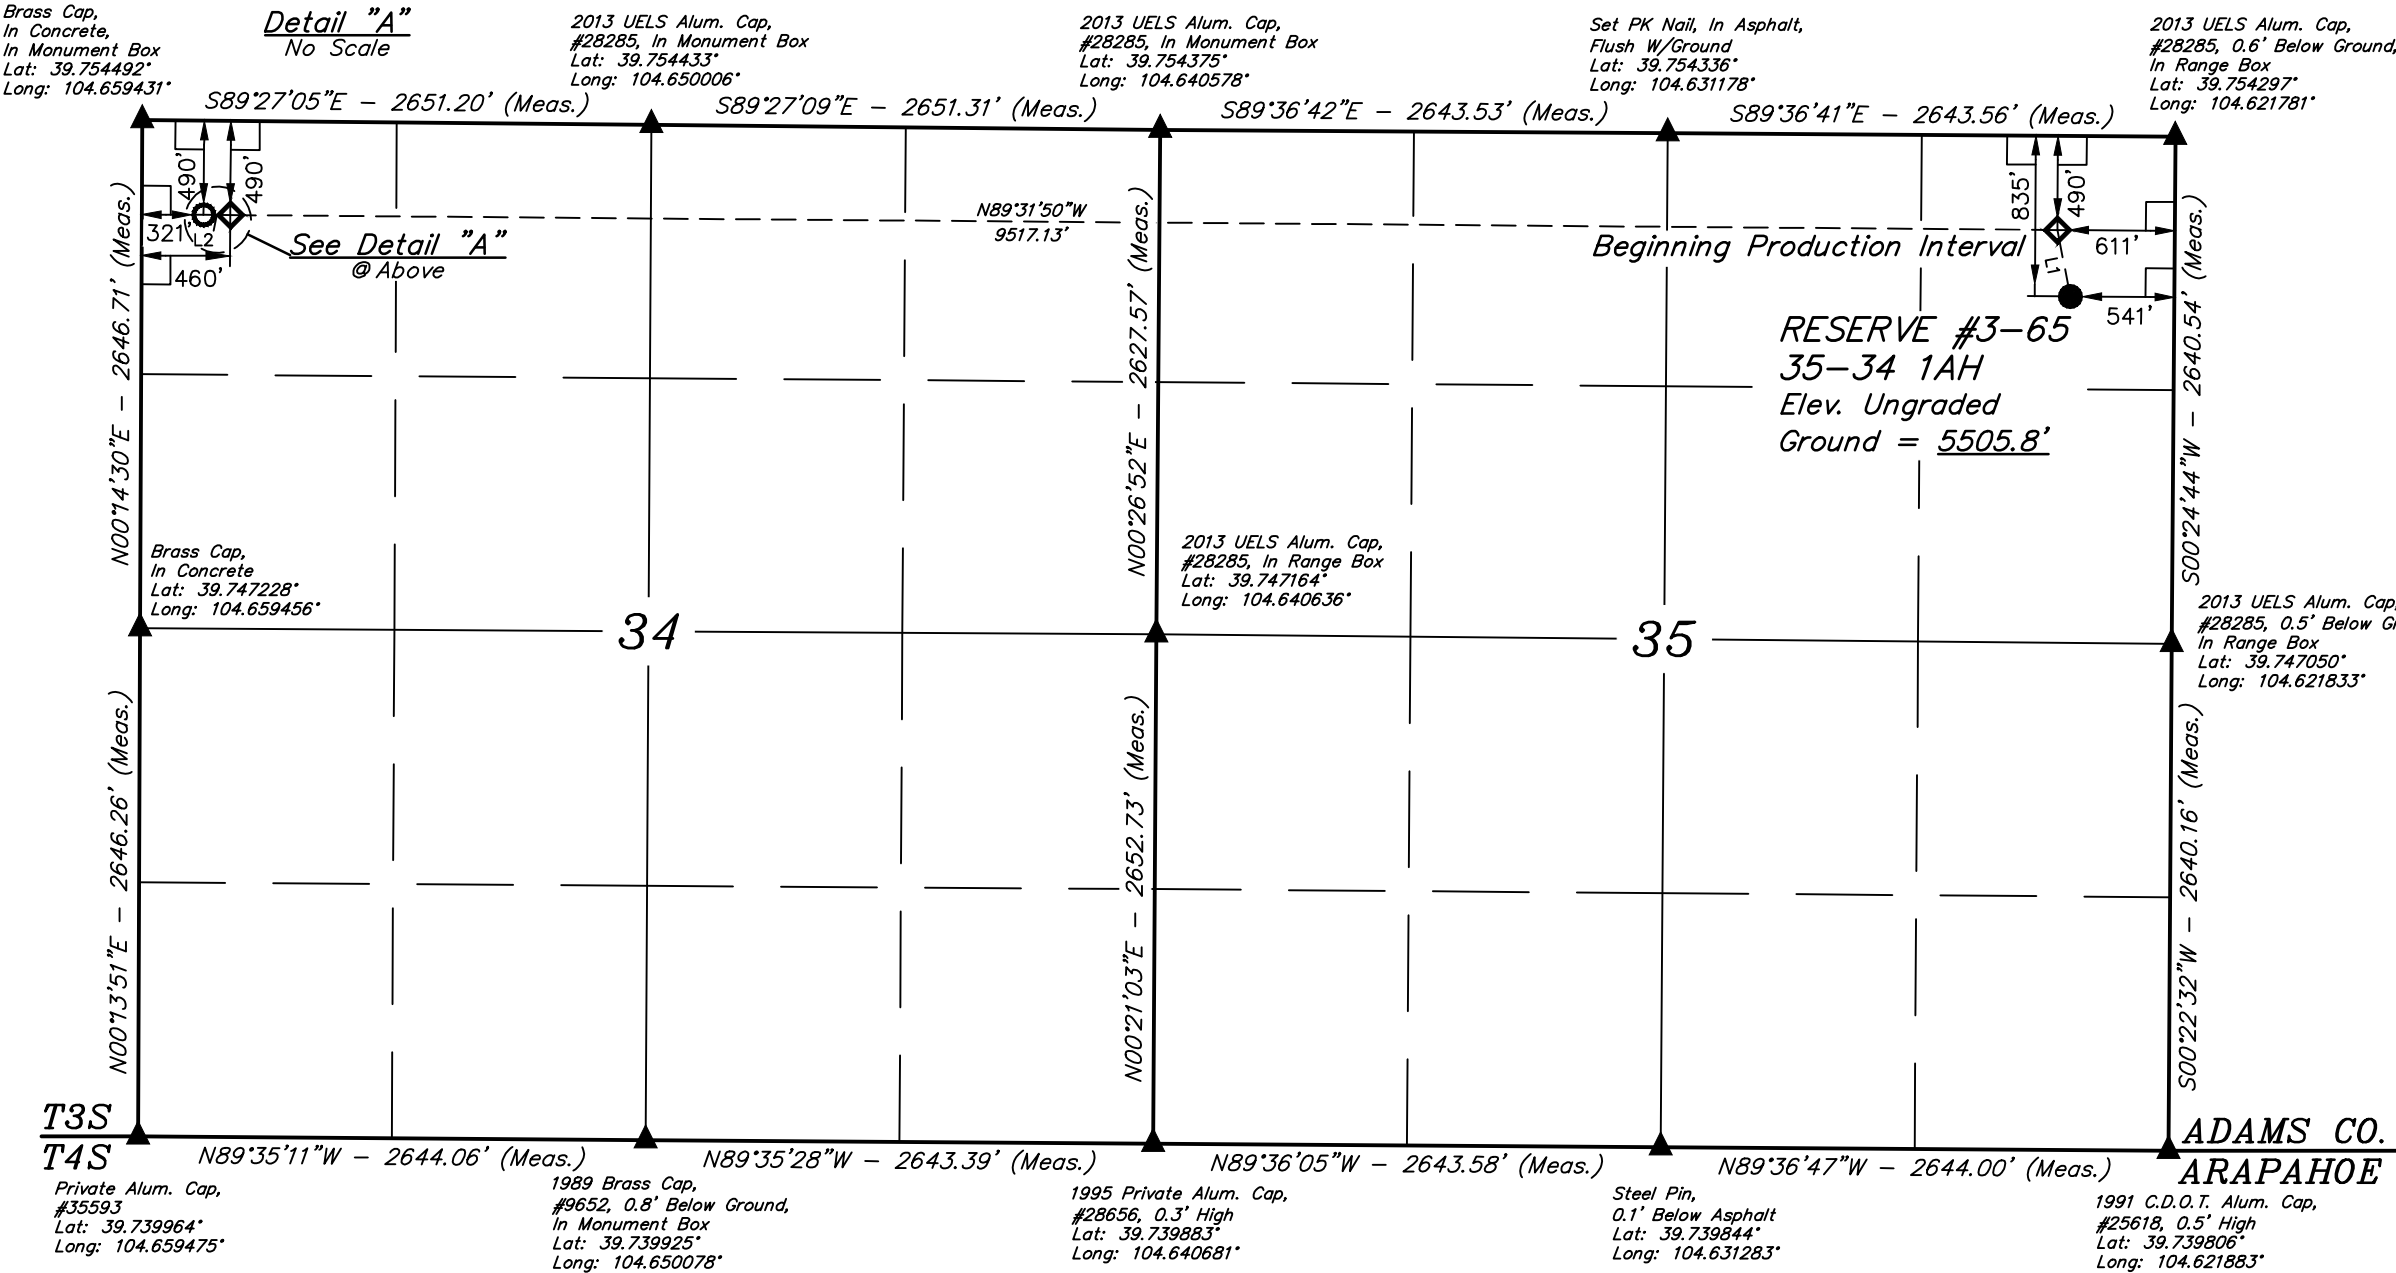 Brass Cap,
In Concrete,
In Monument Box
Lat: 39.754492°
Long: 104.659431°
Detail "A"
No Scale
2013 UELS Alum. Cap,
#28285, In Monument Box
Lat: 39.754433°
Long: 104.650006°
2013 UELS Alum. Cap,
#28285, In Monument Box
Lat: 39.754375°
Long: 104.640578°
Set PK Nail, In Asphalt,
Flush W/Ground
Lat: 39.754336°
Long: 104.631178°
2013 UELS Alum. Cap,
#28285, 0.6' Below Ground,
In Range Box
Lat: 39.754297°
Long: 104.621781°
S89°27'05"E - 2651.20' (Meas.)
S89°27'09"E - 2651.31' (Meas.)
S89°36'42"E - 2643.53' (Meas.)
S89°36'41"E - 2643.56' (Meas.)
490'
490'
321'
L2
460'
See Detail "A"
@ Above
N89°31'50"W
9517.13'
835'
490'
Beginning Production Interval
611'
L1
541'
RESERVE #3-65
35-34 1AH
Elev. Ungraded
Ground = 5505.8'
N00°14'30"E - 2646.71' (Meas.)
N00°26'52"E - 2627.57' (Meas.)
S00°24'44"W - 2640.54' (Meas.)
Brass Cap,
In Concrete
Lat: 39.747228°
Long: 104.659456°
2013 UELS Alum. Cap,
#28285, In Range Box
Lat: 39.747164°
Long: 104.640636°
2013 UELS Alum. Cap,
#28285, 0.5' Below
In Range Box
Lat: 39.747050°
Long: 104.621833°
34
35
N00°13'51"E - 2646.26' (Meas.)
N00°21'03"E - 2652.73' (Meas.)
S00°22'32"W - 2640.16' (Meas.)
T3S
T4S
ADAMS CO.
ARAPAHOE
N89°35'11"W - 2644.06' (Meas.)
N89°35'28"W - 2643.39' (Meas.)
N89°36'05"W - 2643.58' (Meas.)
N89°36'47"W - 2644.00' (Meas.)
Private Alum. Cap,
#35593
Lat: 39.739964°
Long: 104.659475°
1989 Brass Cap,
#9652, 0.8' Below Ground,
In Monument Box
Lat: 39.739925°
Long: 104.650078°
1995 Private Alum. Cap,
#28656, 0.3' High
Lat: 39.739883°
Long: 104.640681°
Steel Pin,
0.1' Below Asphalt
Lat: 39.739844°
Long: 104.631283°
1991 C.D.O.T. Alum. Cap,
#25618, 0.5' High
Lat: 39.739806°
Long: 104.621883°